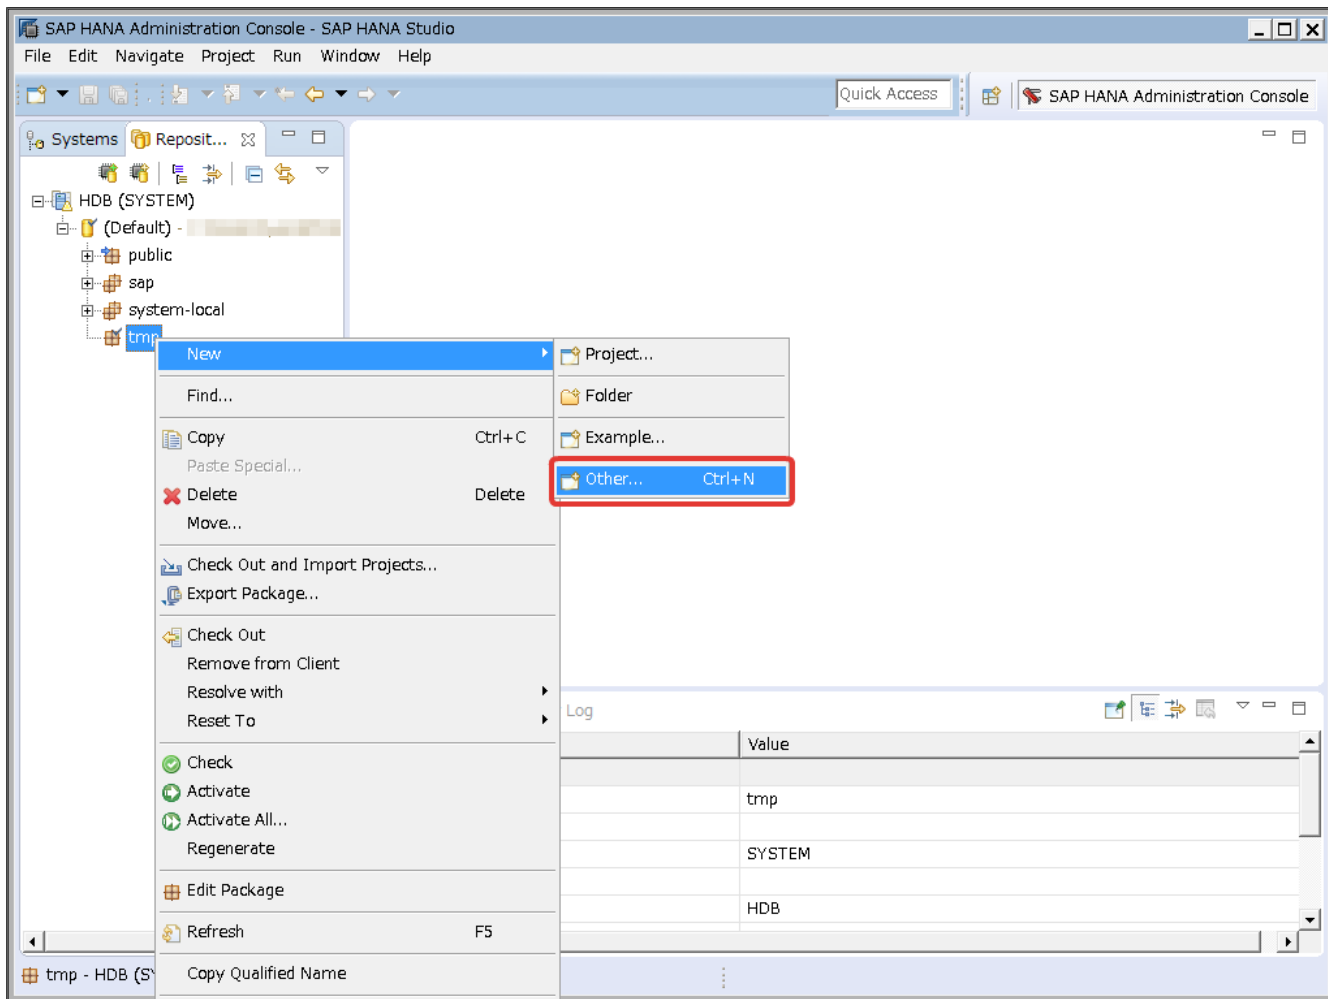 SAP HANA Administration Console - SAP HANA Studio
File Edit Navigate Project Run Window Help
Quick Access
SAP HANA Administration Console
Systems
Reposit...
HDB (SYSTEM)
(Default) -
public
sap
system-local
tmp
New
Find...
Copy Ctrl+C
Paste Special...
Delete Delete
Move...
Check Out and Import Projects...
Export Package...
Check Out
Remove from Client
Resolve with
Reset To
Check
Activate
Activate All...
Regenerate
Edit Package
Refresh F5
Copy Qualified Name
Project...
Folder
Example...
Other... Ctrl+N
Log
Value
tmp
SYSTEM
HDB
tmp - HDB (SY